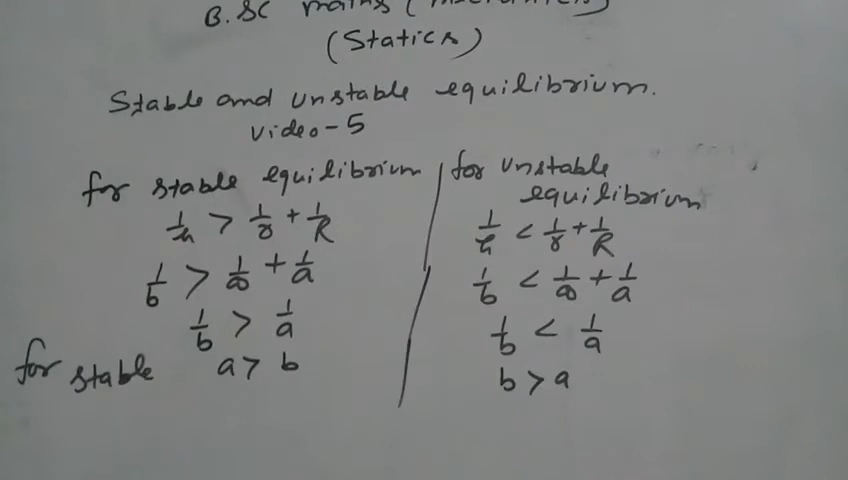 B.Sc maths (
(Statics)
Stable and unstable equilibrium.
Video-5
for stable equilibrium
1/h > 1/r + 1/R
1/b > 1/∞ + 1/a
1/b > 1/a
for stable a > b
for unstable
equilibrium
1/h < 1/r + 1/R
1/b < 1/∞ + 1/a
1/b < 1/a
b > a